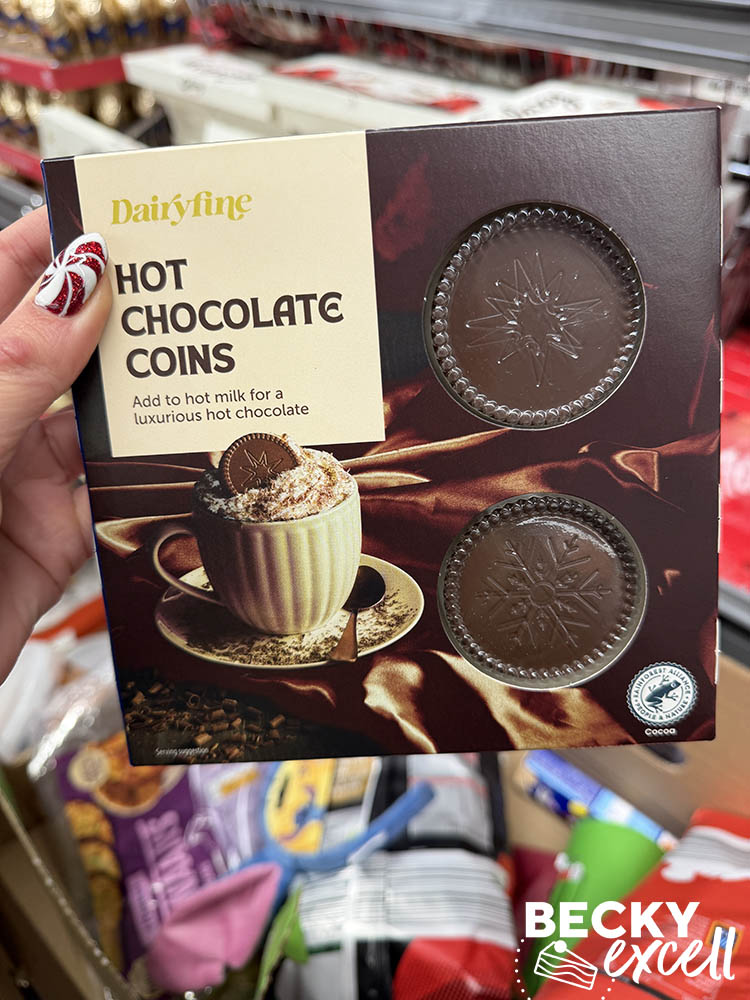 Dairyfine
HOT
CHOCOLATE
COINS
Add to hot milk for a
luxurious hot chocolate
Serving suggestion
RAINFOREST ALLIANCE
PEOPLE & NATURE
Cocoa
BECKY
excell